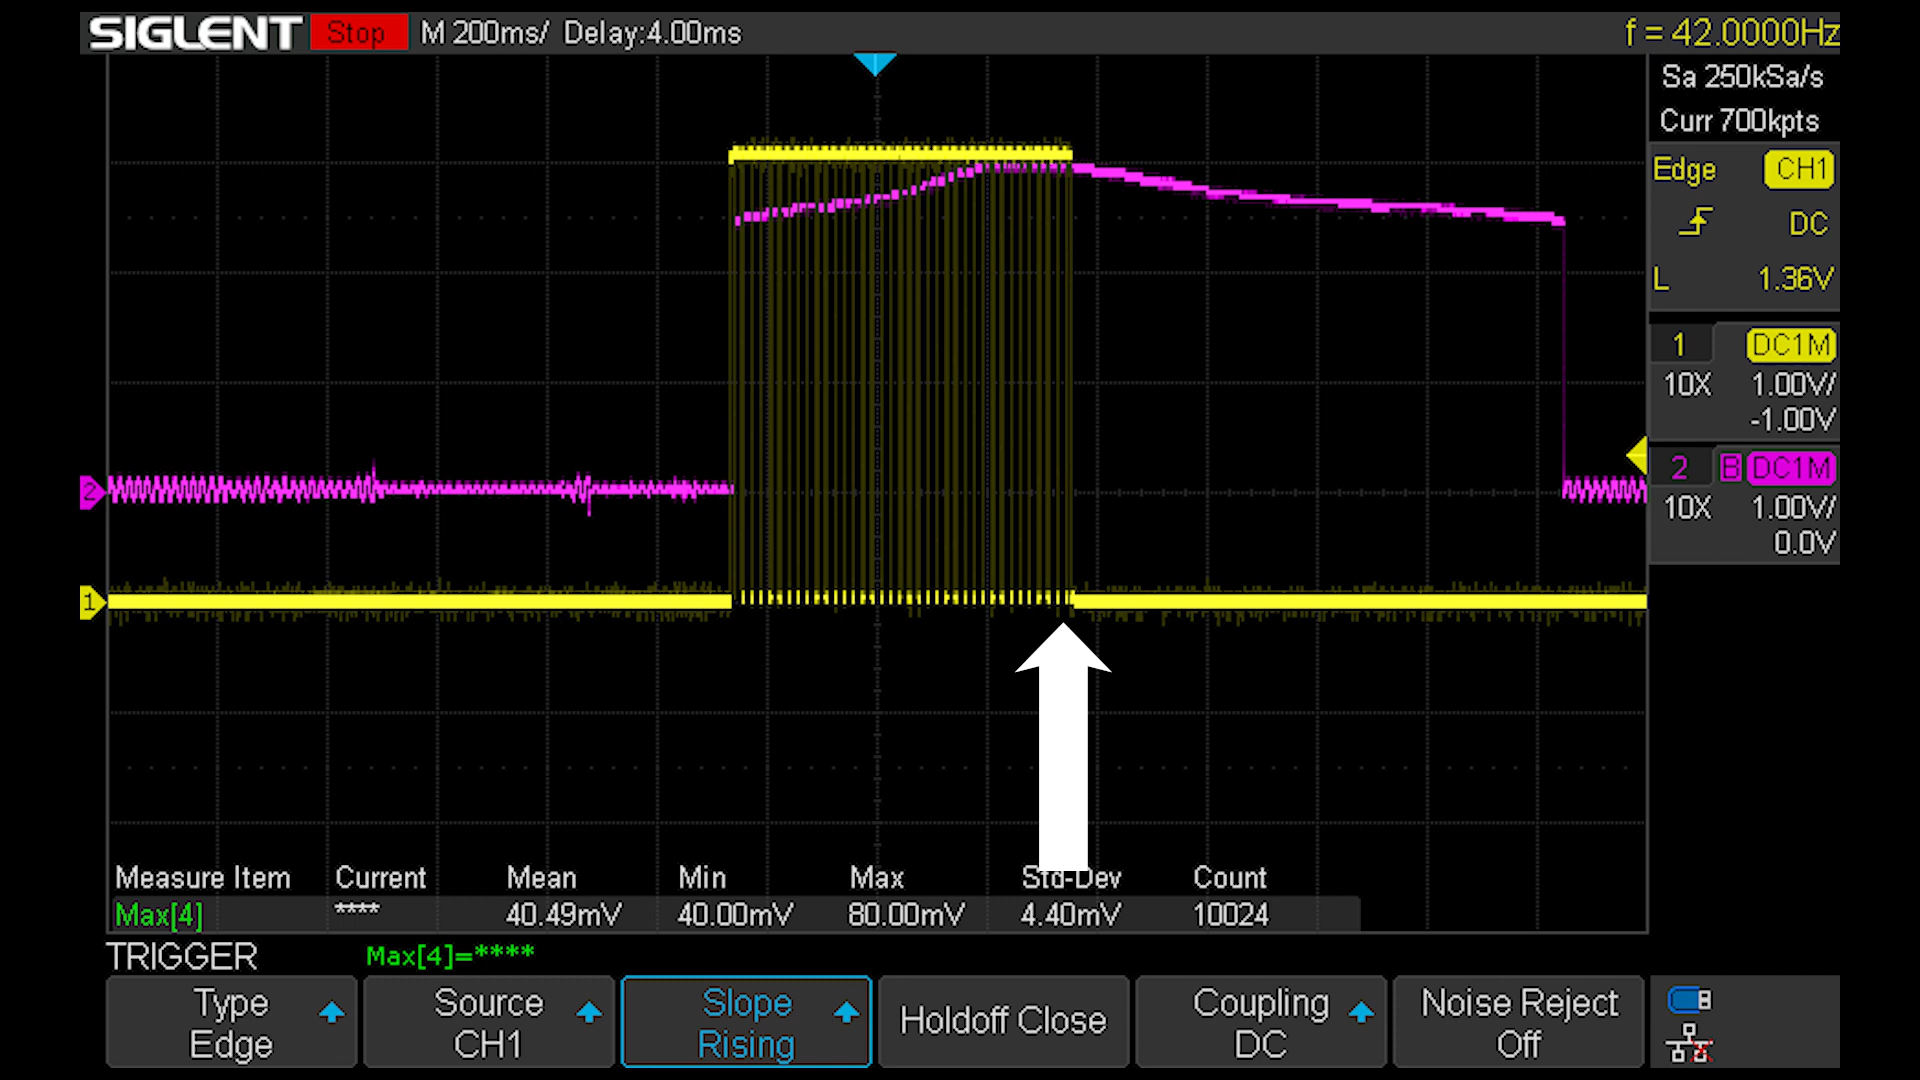 SIGLENT Stop M 200ms/ Delay:4.00ms f = 42.0000Hz
Sa 250kSa/s
Curr 700kpts
Edge CH1
DC
L 1.36V
1 DC1M
10X 1.00V/
-1.00V
2 B DC1M
10X 1.00V/
0.0V
2
1
Measure Item Current Mean Min Max Std-Dev Count
Max[4] **** 40.49mV 40.00mV 80.00mV 4.40mV 10024
TRIGGER Max[4]=****
Type Edge
Source CH1
Slope Rising
Holdoff Close
Coupling DC
Noise Reject Off